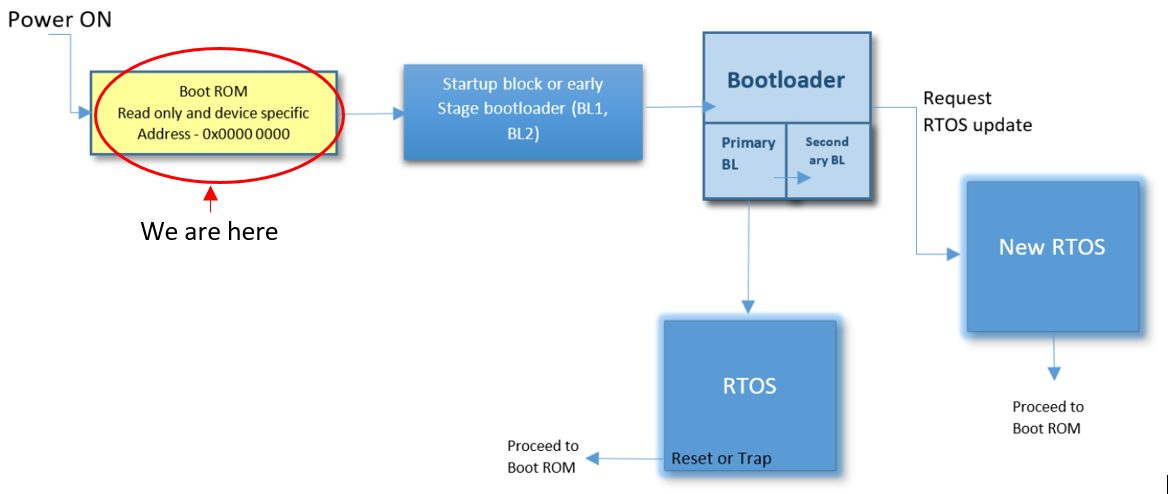 Power ON
Boot ROM
Read only and device specific
Address - 0x0000 0000
We are here
Startup block or early
Stage bootloader (BL1,
BL2)
Bootloader
Primary
BL
Second
ary BL
Request
RTOS update
New RTOS
Proceed to
Boot ROM
RTOS
Reset or Trap
Proceed to
Boot ROM